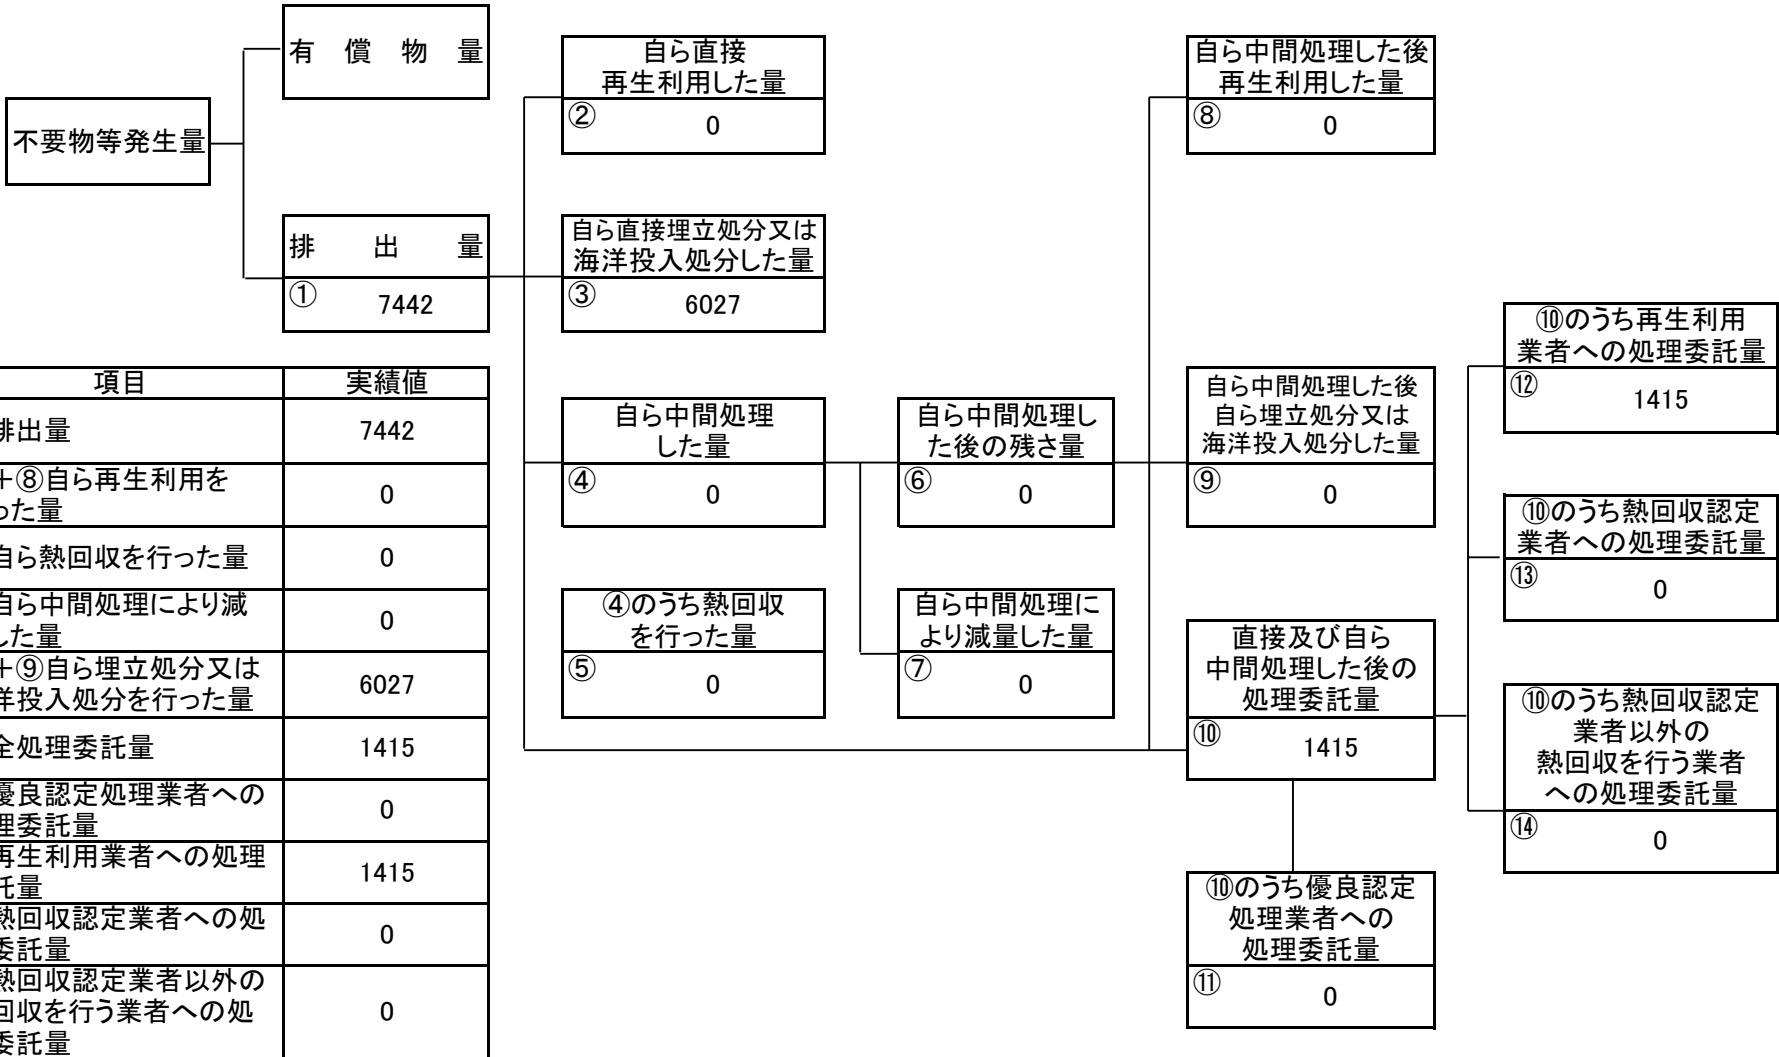 有償物量
不要物等発生量
排出量
① 7442
自ら直接
再生利用した量
② 0
自ら直接埋立処分又は
海洋投入処分した量
③ 6027
自ら中間処理
した量
④ 0
④のうち熱回収
を行った量
⑤ 0
自ら中間処理し
た後の残さ量
⑥ 0
自ら中間処理に
より減量した量
⑦ 0
自ら中間処理した後
再生利用した量
⑧ 0
自ら中間処理した後
自ら埋立処分又は
海洋投入処分した量
⑨ 0
直接及び自ら
中間処理した後の
処理委託量
⑩ 1415
⑩のうち優良認定
処理業者への
処理委託量
⑪ 0
⑩のうち再生利用
業者への処理委託量
⑫ 1415
⑩のうち熱回収認定
業者への処理委託量
⑬ 0
⑩のうち熱回収認定
業者以外の
熱回収を行う業者
への処理委託量
⑭ 0
項目 実績値
排出量 7442
+⑧自ら再生利用を
った量 0
自ら熱回収を行った量 0
自ら中間処理により減
した量 0
+⑨自ら埋立処分又は
洋投入処分を行った量 6027
全処理委託量 1415
優良認定処理業者への
理委託量 0
再生利用業者への処理
託量 1415
熱回収認定業者への処
委託量 0
熱回収認定業者以外の
回収を行う業者への処
委託量 0